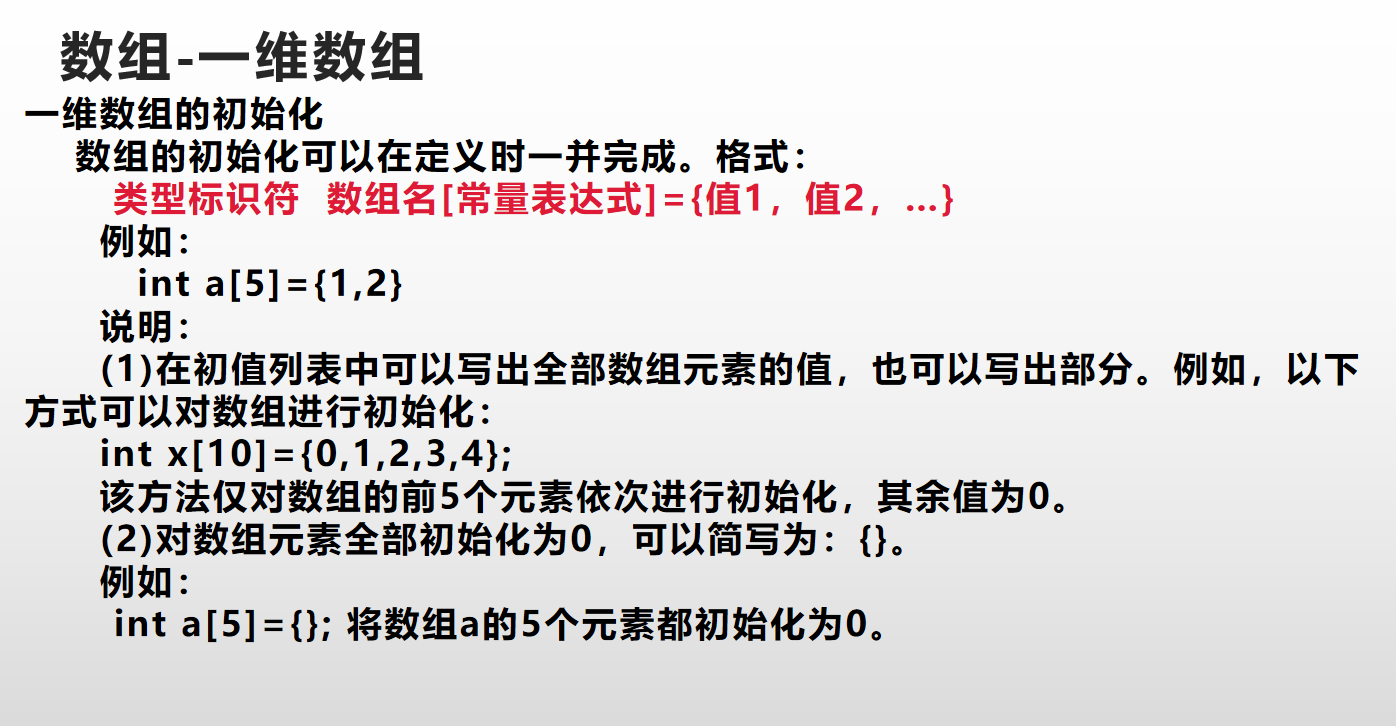 数组-一维数组
一维数组的初始化
数组的初始化可以在定义时一并完成。格式：
类型标识符 数组名[常量表达式]={值1，值2，…}
例如：
int a[5]={1,2}
说明：
(1)在初值列表中可以写出全部数组元素的值，也可以写出部分。例如，以下
方式可以对数组进行初始化：
int x[10]={0,1,2,3,4};
该方法仅对数组的前5个元素依次进行初始化，其余值为0。
(2)对数组元素全部初始化为0，可以简写为：{}。
例如：
int a[5]={}; 将数组a的5个元素都初始化为0。